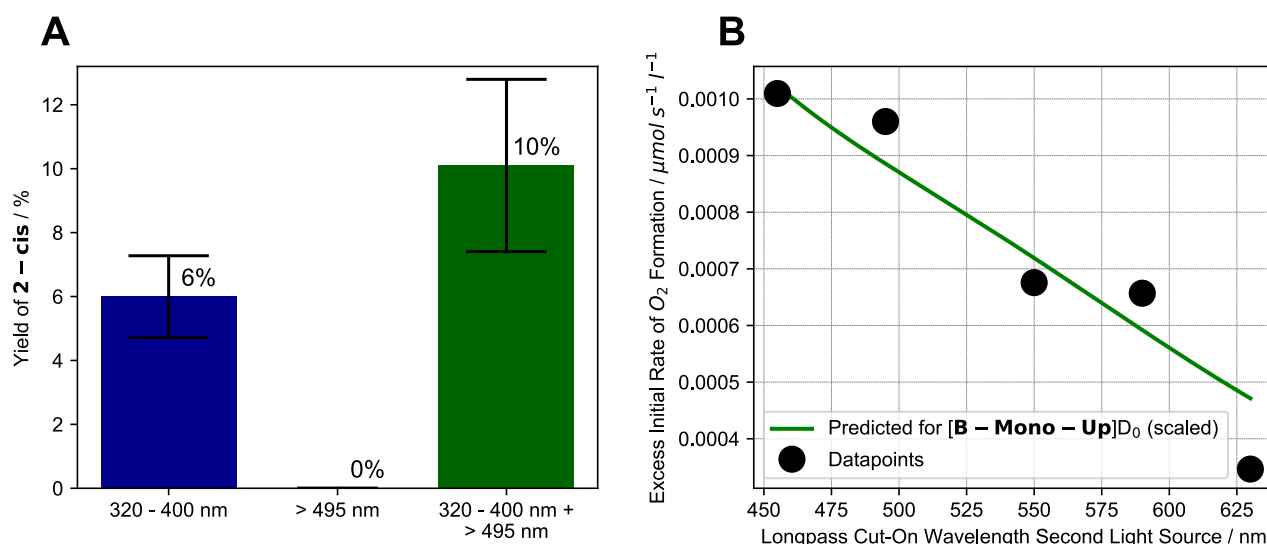 A
Yield of 2 – cis / %
12
10
8
6
4
2
0
6%
0%
10%
320 - 400 nm
> 495 nm
320 - 400 nm +
> 495 nm
B
Excess Initial Rate of O₂ Formation / μmol s⁻¹ l⁻¹
0.0010
0.0009
0.0008
0.0007
0.0006
0.0005
0.0004
Predicted for [B – Mono – Up]D₀ (scaled)
Datapoints
450 475 500 525 550 575 600 625
Longpass Cut-On Wavelength Second Light Source / nm